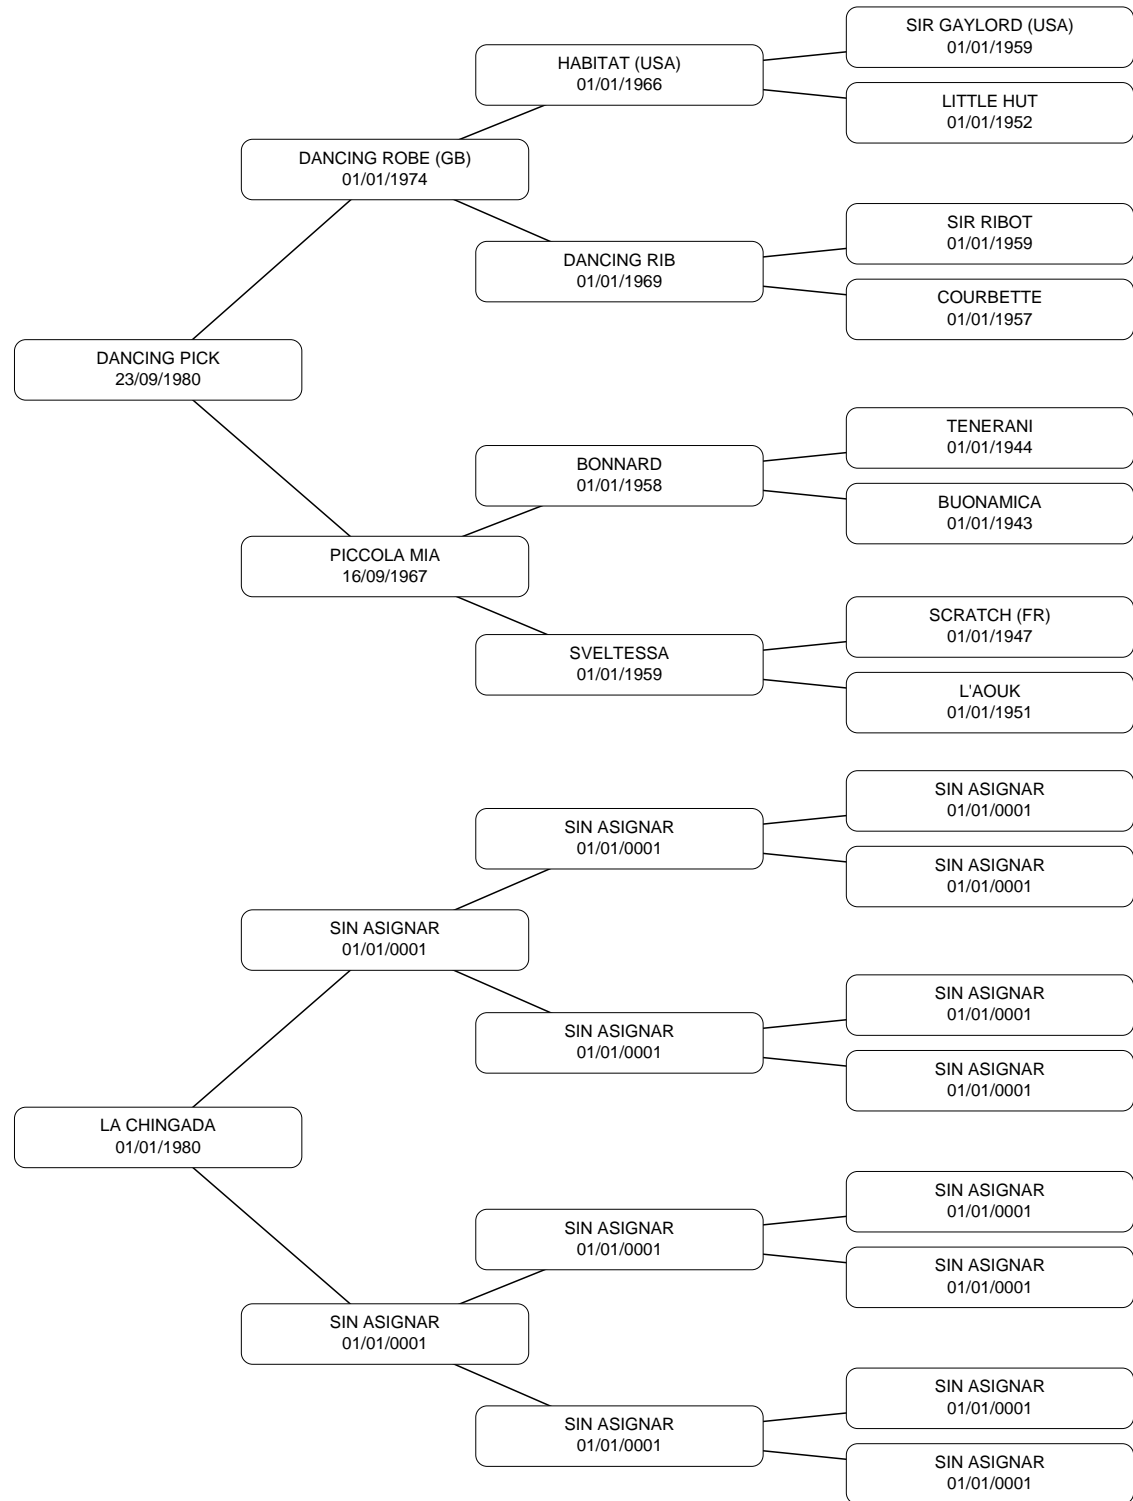 SIR GAYLORD (USA)
01/01/1959
HABITAT (USA)
01/01/1966
LITTLE HUT
01/01/1952
DANCING ROBE (GB)
01/01/1974
SIR RIBOT
01/01/1959
DANCING RIB
01/01/1969
COURBETTE
01/01/1957
DANCING PICK
23/09/1980
TENERANI
01/01/1944
BONNARD
01/01/1958
BUONAMICA
01/01/1943
PICCOLA MIA
16/09/1967
SCRATCH (FR)
01/01/1947
SVELTESSA
01/01/1959
L'AOUK
01/01/1951
SIN ASIGNAR
01/01/0001
SIN ASIGNAR
01/01/0001
SIN ASIGNAR
01/01/0001
SIN ASIGNAR
01/01/0001
SIN ASIGNAR
01/01/0001
SIN ASIGNAR
01/01/0001
SIN ASIGNAR
01/01/0001
LA CHINGADA
01/01/1980
SIN ASIGNAR
01/01/0001
SIN ASIGNAR
01/01/0001
SIN ASIGNAR
01/01/0001
SIN ASIGNAR
01/01/0001
SIN ASIGNAR
01/01/0001
SIN ASIGNAR
01/01/0001
SIN ASIGNAR
01/01/0001